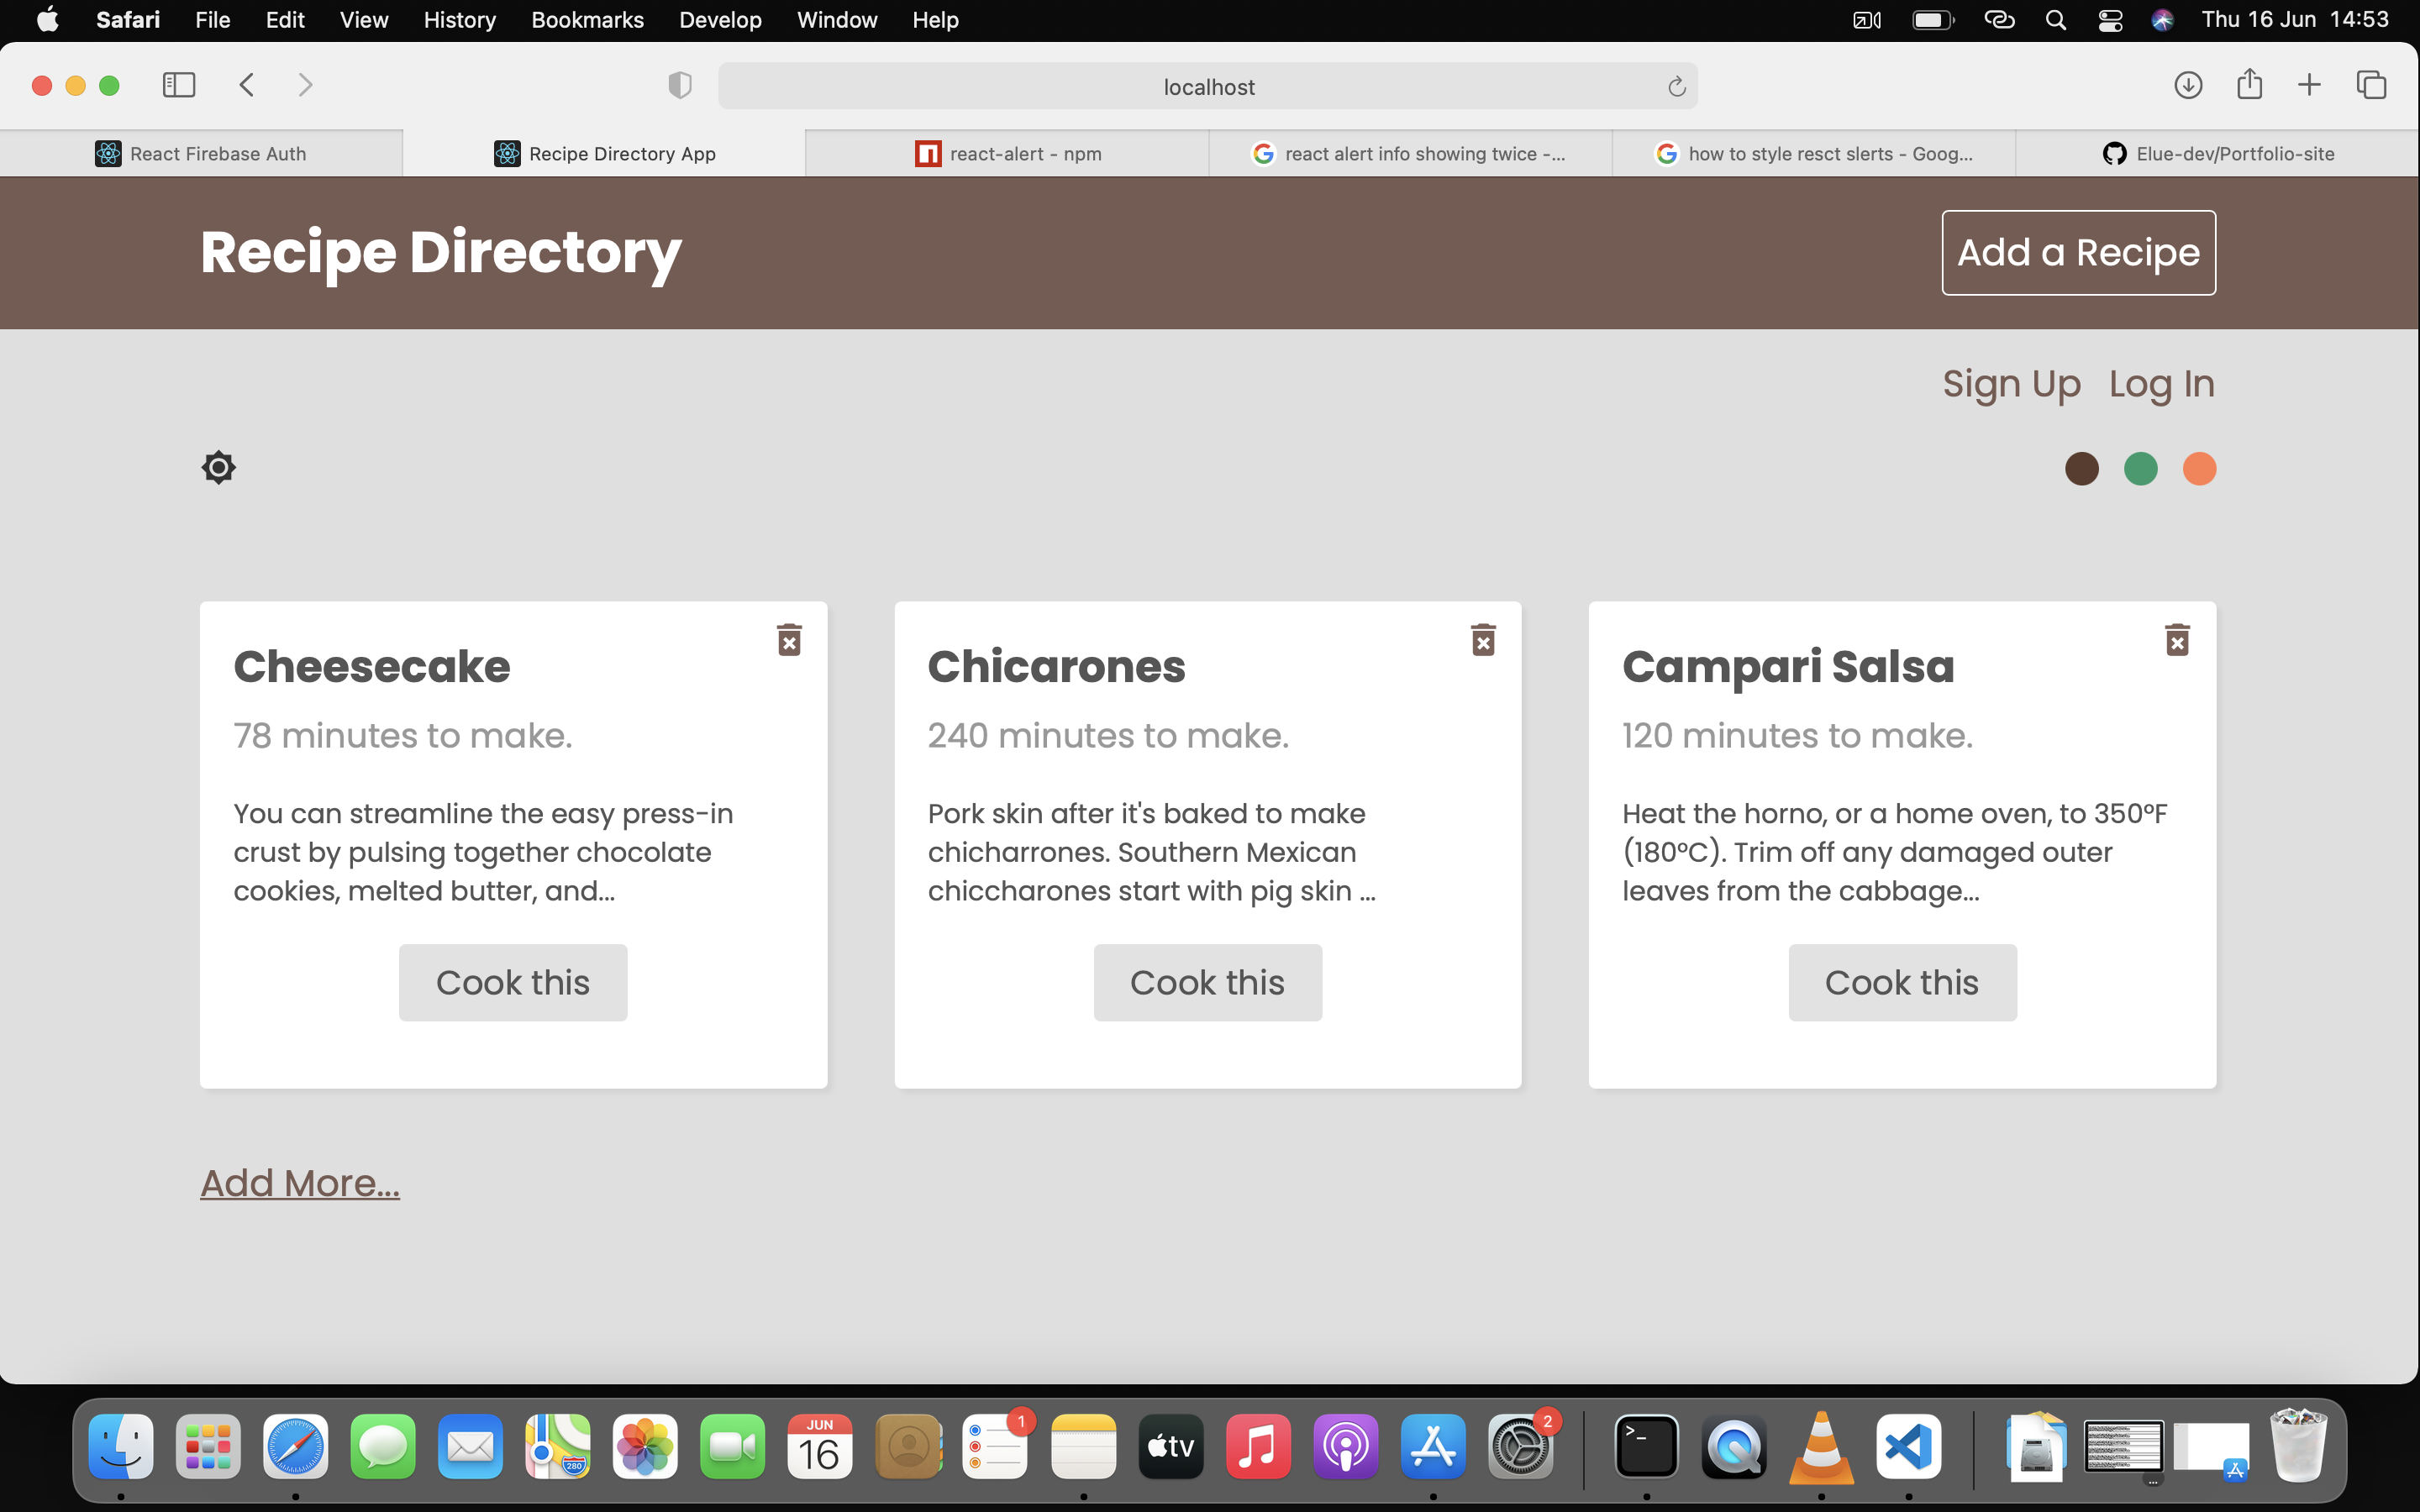 Safari File Edit View History Bookmarks Develop Window Help Thu 16 Jun 14:53
localhost
React Firebase Auth
Recipe Directory App
react-alert - npm
react alert info showing twice -...
how to style resct slerts - Goog...
Elue-dev/Portfolio-site
Recipe Directory
Add a Recipe
Sign Up Log In
Cheesecake
78 minutes to make.
You can streamline the easy press-in
crust by pulsing together chocolate
cookies, melted butter, and...
Cook this
Chicarones
240 minutes to make.
Pork skin after it's baked to make
chicharrones. Southern Mexican
chiccharones start with pig skin ...
Cook this
Campari Salsa
120 minutes to make.
Heat the horno, or a home oven, to 350°F
(180°C). Trim off any damaged outer
leaves from the cabbage...
Cook this
Add More...
280
JUN
16
1
tv
2
>_